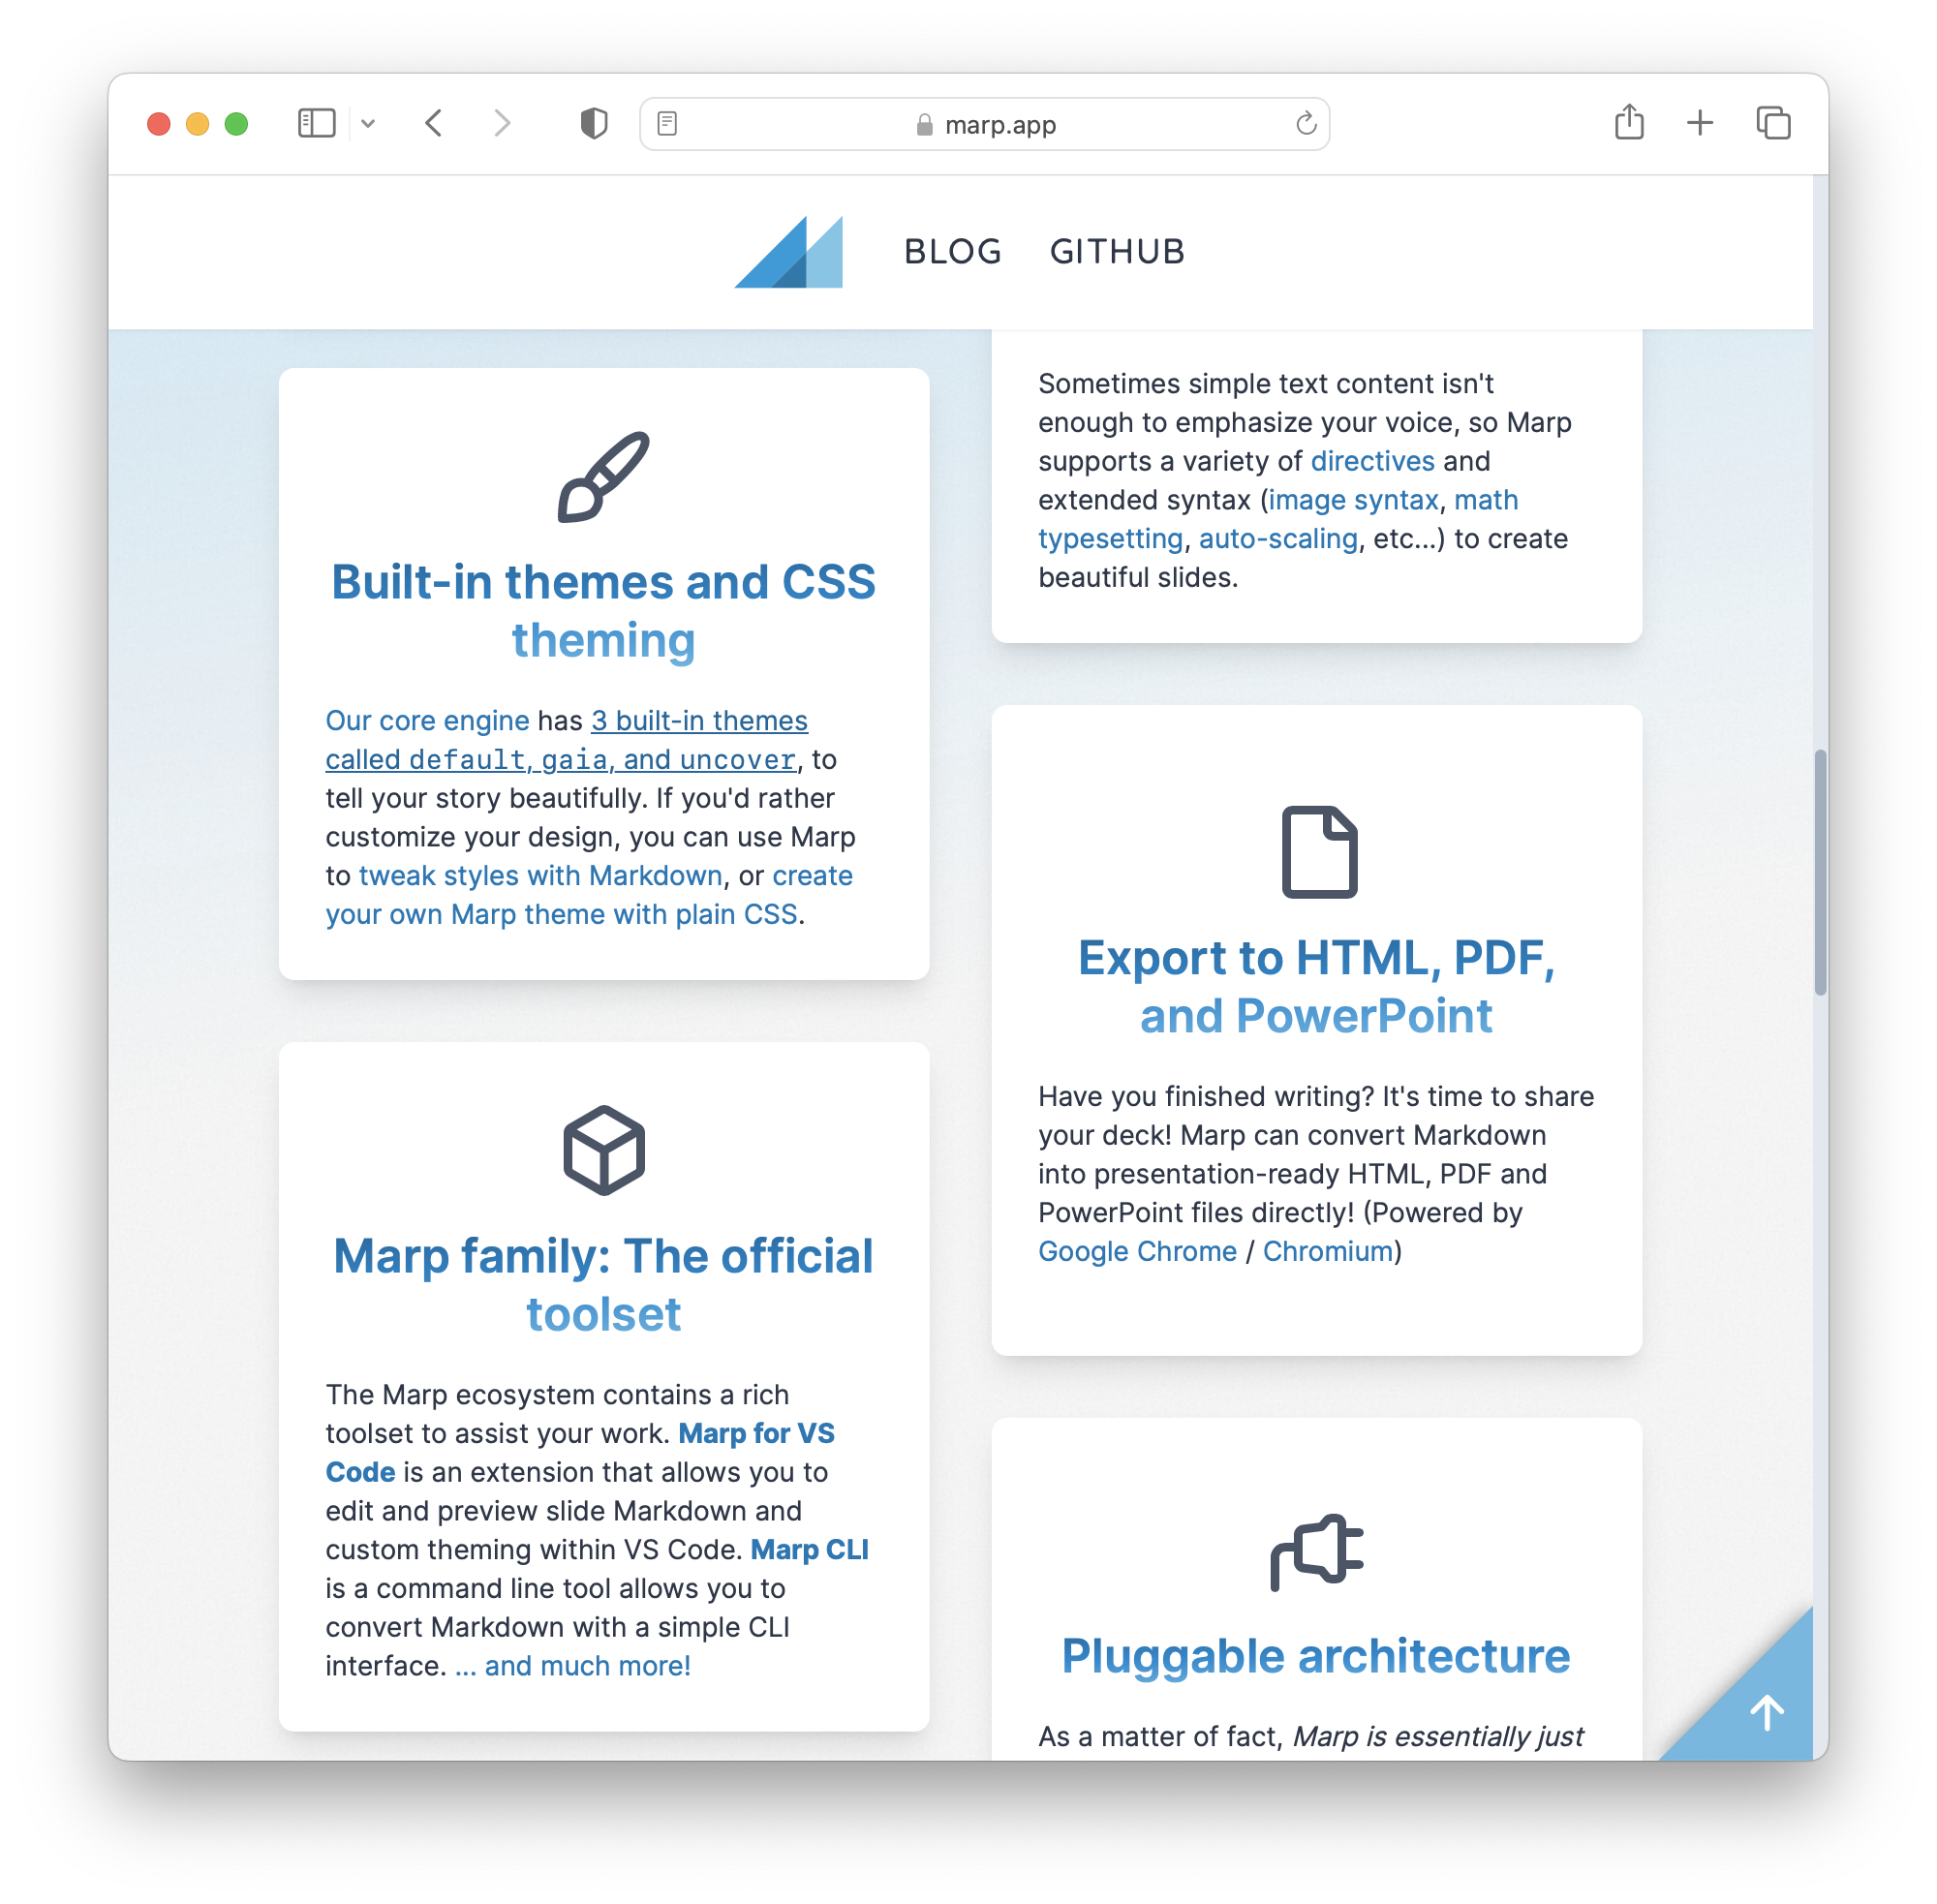 marp.app
BLOG GITHUB
Built-in themes and CSS
theming
Our core engine has 3 built-in themes
called default, gaia, and uncover, to
tell your story beautifully. If you'd rather
customize your design, you can use Marp
to tweak styles with Markdown, or create
your own Marp theme with plain CSS.
Marp family: The official
toolset
The Marp ecosystem contains a rich
toolset to assist your work. Marp for VS
Code is an extension that allows you to
edit and preview slide Markdown and
custom theming within VS Code. Marp CLI
is a command line tool allows you to
convert Markdown with a simple CLI
interface. ... and much more!
Sometimes simple text content isn't
enough to emphasize your voice, so Marp
supports a variety of directives and
extended syntax (image syntax, math
typesetting, auto-scaling, etc...) to create
beautiful slides.
Export to HTML, PDF,
and PowerPoint
Have you finished writing? It's time to share
your deck! Marp can convert Markdown
into presentation-ready HTML, PDF and
PowerPoint files directly! (Powered by
Google Chrome / Chromium)
Pluggable architecture
As a matter of fact, Marp is essentially just